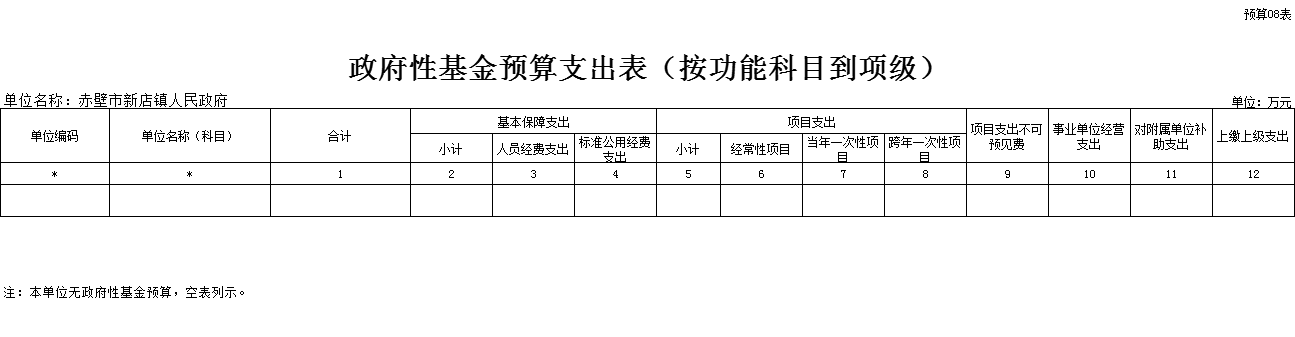 预算08表
政府性基金预算支出表（按功能科目到项级）
单位名称：赤壁市新店镇人民政府 单位：万元
单位编码 单位名称（科目） 合计 基本保障支出 项目支出 项目支出不可预见费 事业单位经营支出 对附属单位补助支出 上缴上级支出
小计 人员经费支出 标准公用经费支出 小计 经常性项目 当年一次性项目 跨年一次性项目
* * 1 2 3 4 5 6 7 8 9 10 11 12
注：本单位无政府性基金预算，空表列示。